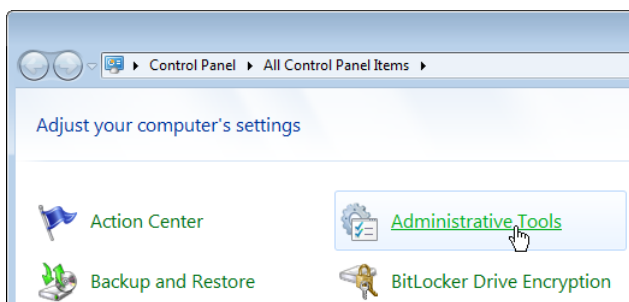 Control Panel All Control Panel Items
Adjust your computer's settings
Action Center Administrative Tools
Backup and Restore BitLocker Drive Encryption